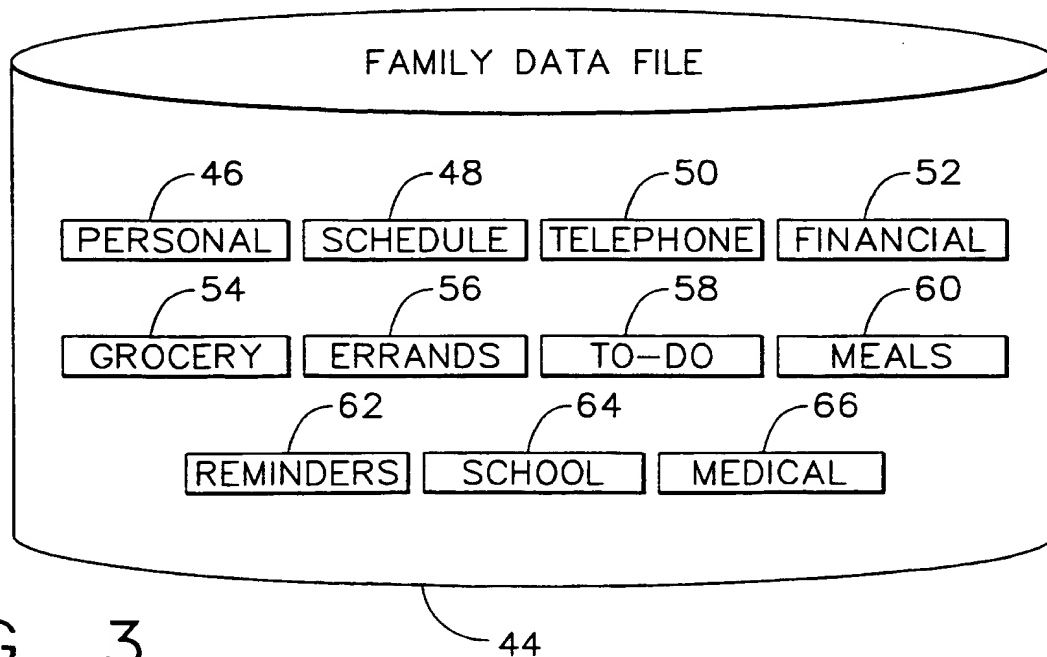 FAMILY DATA FILE
46 48 50 52
PERSONAL SCHEDULE TELEPHONE FINANCIAL
54 56 58 60
GROCERY ERRANDS TO-DO MEALS
62 64 66
REMINDERS SCHOOL MEDICAL
44
G. 3